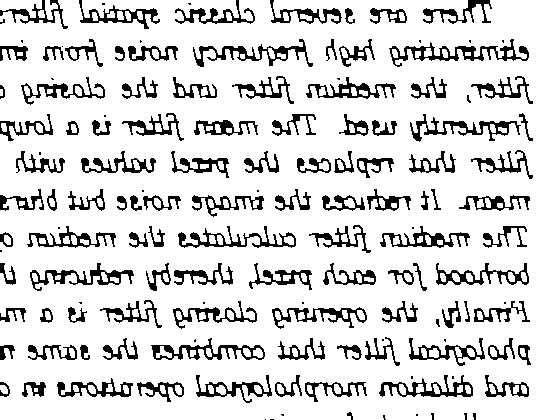 There are several classic spatial filters
eliminating high frequency noise from im
filter, the medium filter und the closing
frequently used. The mean filter is a lowp
filter that replaces the pixel values with
mean. It reduces the image noise but blurs
The medium filter calculates the medium o
borhood for each pixel, thereby reducing th
Finally, the opening closing filter is a m
phological filter that combines the same n
and dilation morphological operations in o